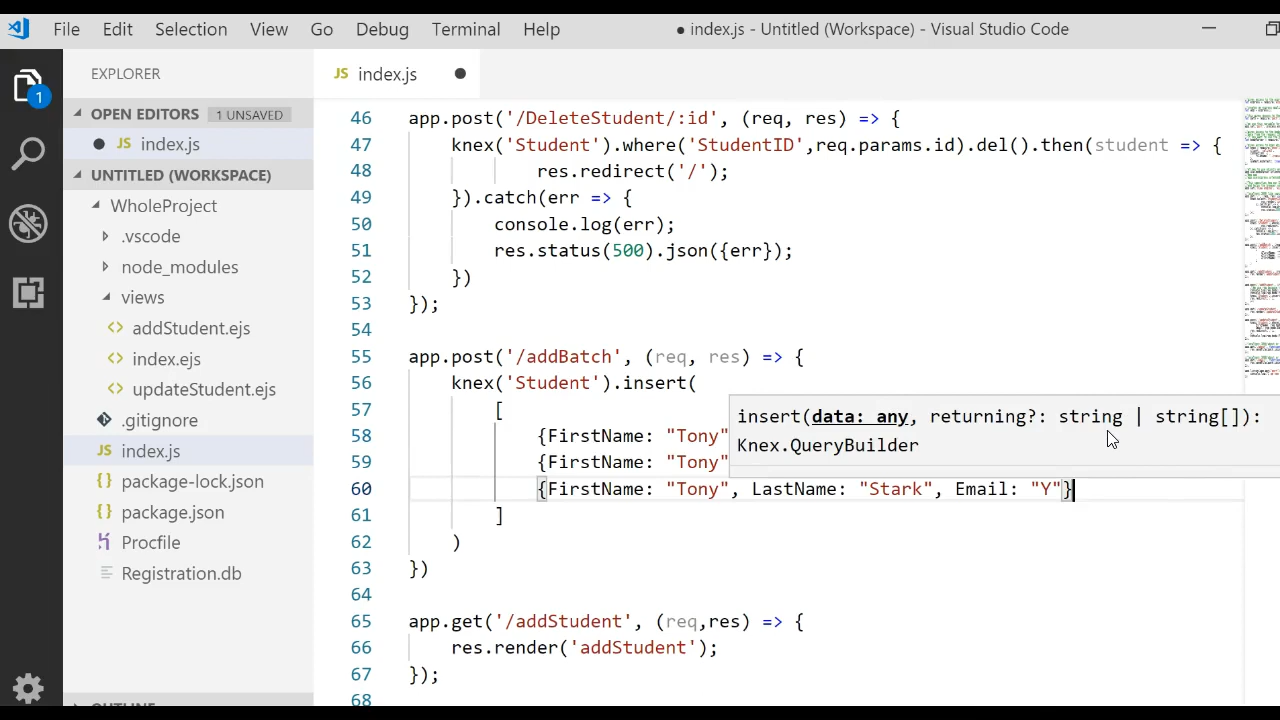 File Edit Selection View Go Debug Terminal Help ● index.js - Untitled (Workspace) - Visual Studio Code
EXPLORER
JS index.js ●
OPEN EDITORS 1 UNSAVED
● JS index.js
UNTITLED (WORKSPACE)
WholeProject
.vscode
node_modules
views
<> addStudent.ejs
<> index.ejs
<> updateStudent.ejs
.gitignore
JS index.js
{} package-lock.json
{} package.json
Procfile
Registration.db
OUTLINE
1
46 app.post('/DeleteStudent/:id', (req, res) => {
47 knex('Student').where('StudentID',req.params.id).del().then(student => {
48 res.redirect('/');
49 }).catch(err => {
50 console.log(err);
51 res.status(500).json({err});
52 })
53 });
54
55 app.post('/addBatch', (req, res) => {
56 knex('Student').insert(
57 [
58 {FirstName: "Tony"
59 {FirstName: "Tony"
60 {FirstName: "Tony", LastName: "Stark", Email: "Y"}
61 ]
62 )
63 })
64
65 app.get('/addStudent', (req,res) => {
66 res.render('addStudent');
67 });
68
insert(data: any, returning?: string | string[]):
Knex.QueryBuilder